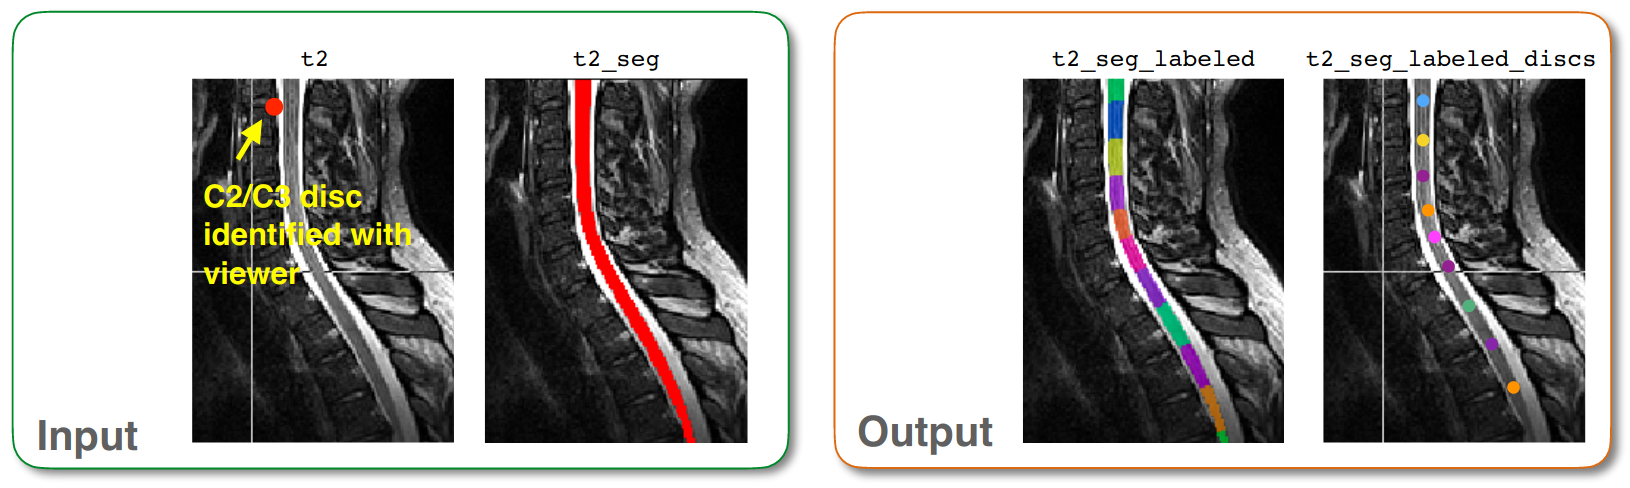 t2
t2_seg
C2/C3 disc
identified with
viewer
Input
t2_seg_labeled
t2_seg_labeled_discs
Output